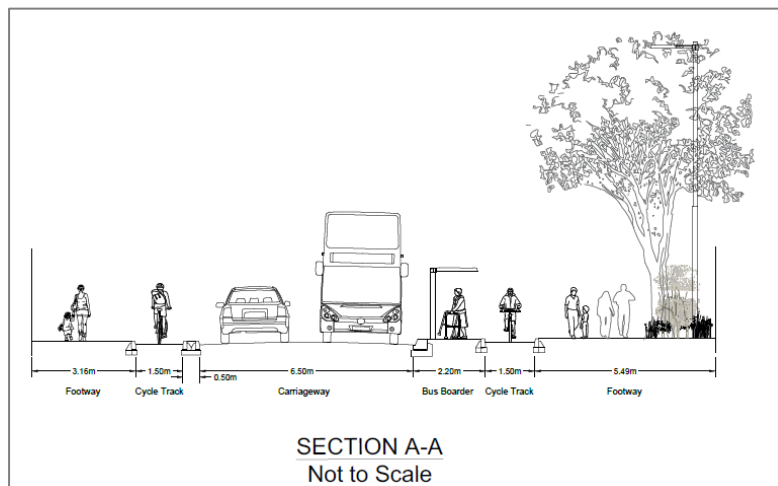 3.16m 1.50m 0.50m 6.50m 2.20m 1.50m 5.49m
Footway Cycle Track Carriageway Bus Boarder Cycle Track Footway
SECTION A-A
Not to Scale